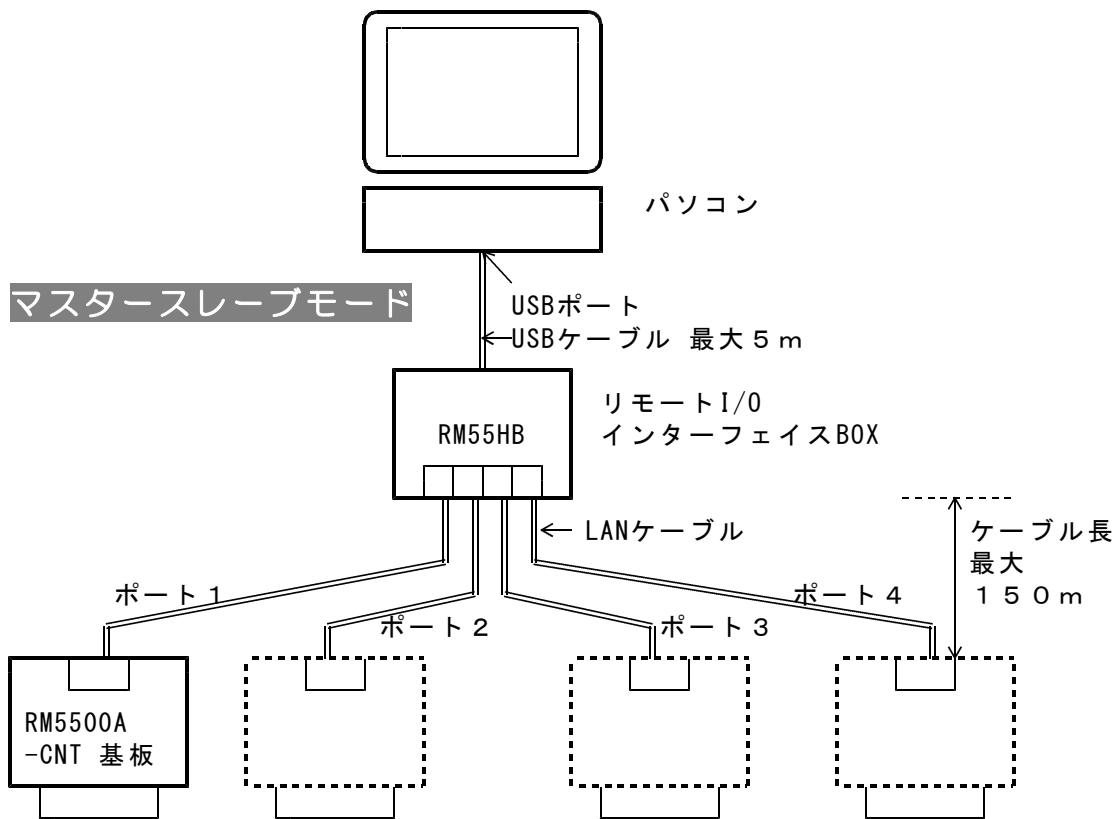 パソコン
マスタースレーブモード
USBポート
USBケーブル 最大５ｍ
リモートI/O
インターフェイスBOX
RM55HB
LANケーブル
ケーブル長
最大
１５０ｍ
ポート１
ポート２
ポート３
ポート４
RM5500A
-CNT 基板